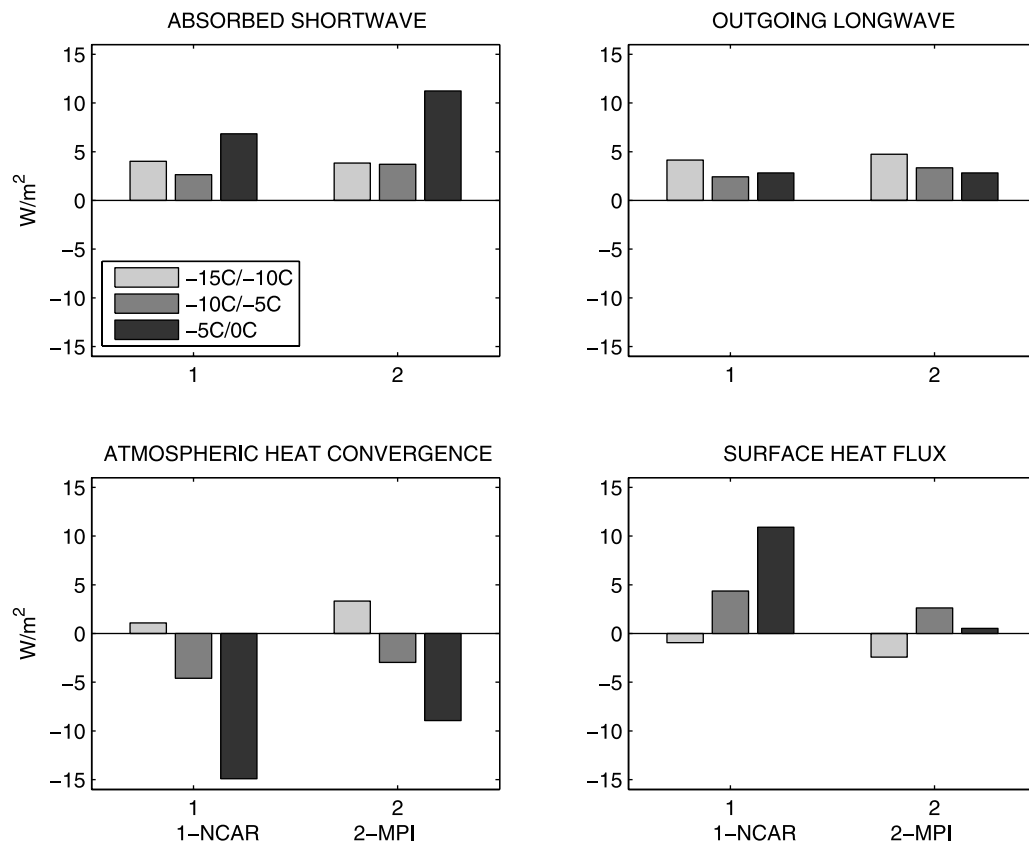 ABSORBED SHORTWAVE
15
10
5
0
−5
−10
−15
W/m2
−15C/−10C
−10C/−5C
−5C/0C
1
2
OUTGOING LONGWAVE
15
10
5
0
−5
−10
−15
1
2
ATMOSPHERIC HEAT CONVERGENCE
15
10
5
0
−5
−10
−15
W/m2
1
2
1−NCAR
2−MPI
SURFACE HEAT FLUX
15
10
5
0
−5
−10
−15
1
2
1−NCAR
2−MPI